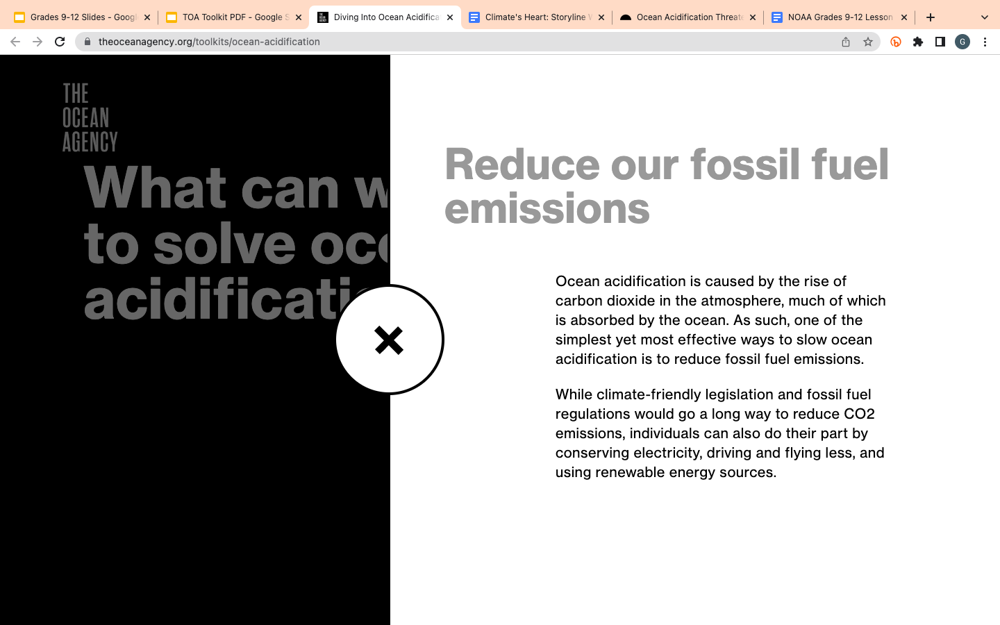 Grades 9-12 Slides - Googl
TOA Toolkit PDF - Google S
Diving Into Ocean Acidifica
Climate's Heart: Storyline W
Ocean Acidification Threate
NOAA Grades 9-12 Lesson
theoceanagency.org/toolkits/ocean-acidification
G
THE
OCEAN
AGENCY
What can w
to solve oce
acidificati
Reduce our fossil fuel
emissions
Ocean acidification is caused by the rise of
carbon dioxide in the atmosphere, much of which
is absorbed by the ocean. As such, one of the
simplest yet most effective ways to slow ocean
acidification is to reduce fossil fuel emissions.
While climate-friendly legislation and fossil fuel
regulations would go a long way to reduce CO2
emissions, individuals can also do their part by
conserving electricity, driving and flying less, and
using renewable energy sources.